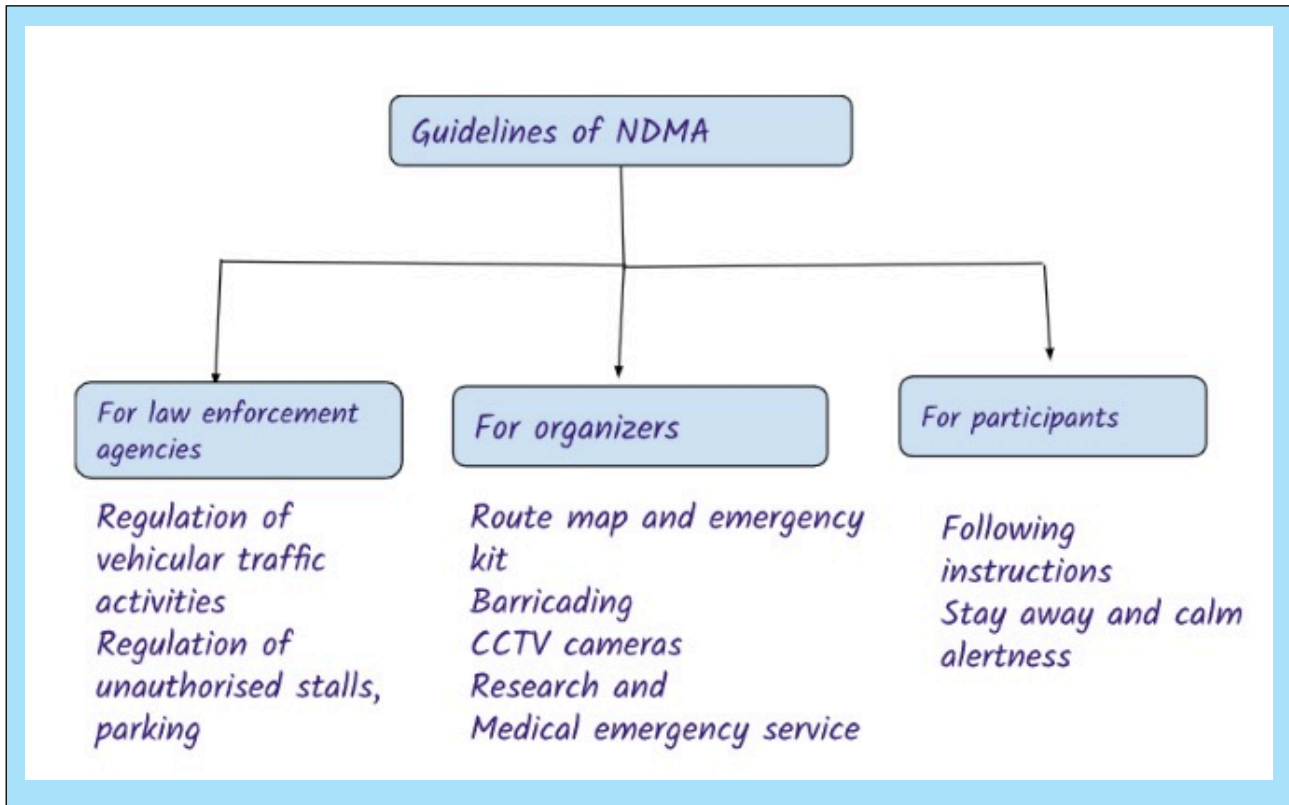 Guidelines of NDMA
For law enforcement
agencies
Regulation of
vehicular traffic
activities
Regulation of
unauthorised stalls,
parking
For organizers
Route map and emergency
kit
Barricading
CCTV cameras
Research and
Medical emergency service
For participants
Following
instructions
Stay away and calm
alertness